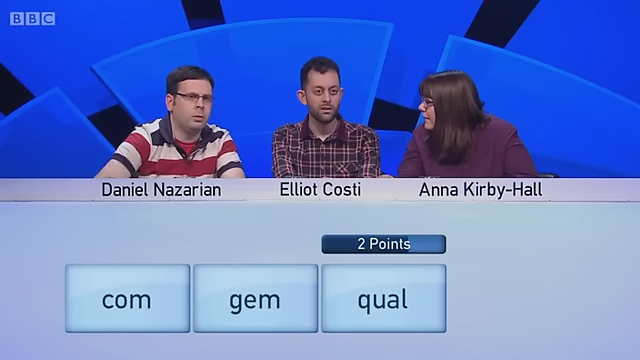 BBC
Daniel Nazarian Elliot Costi Anna Kirby-Hall
2 Points
com gem qual